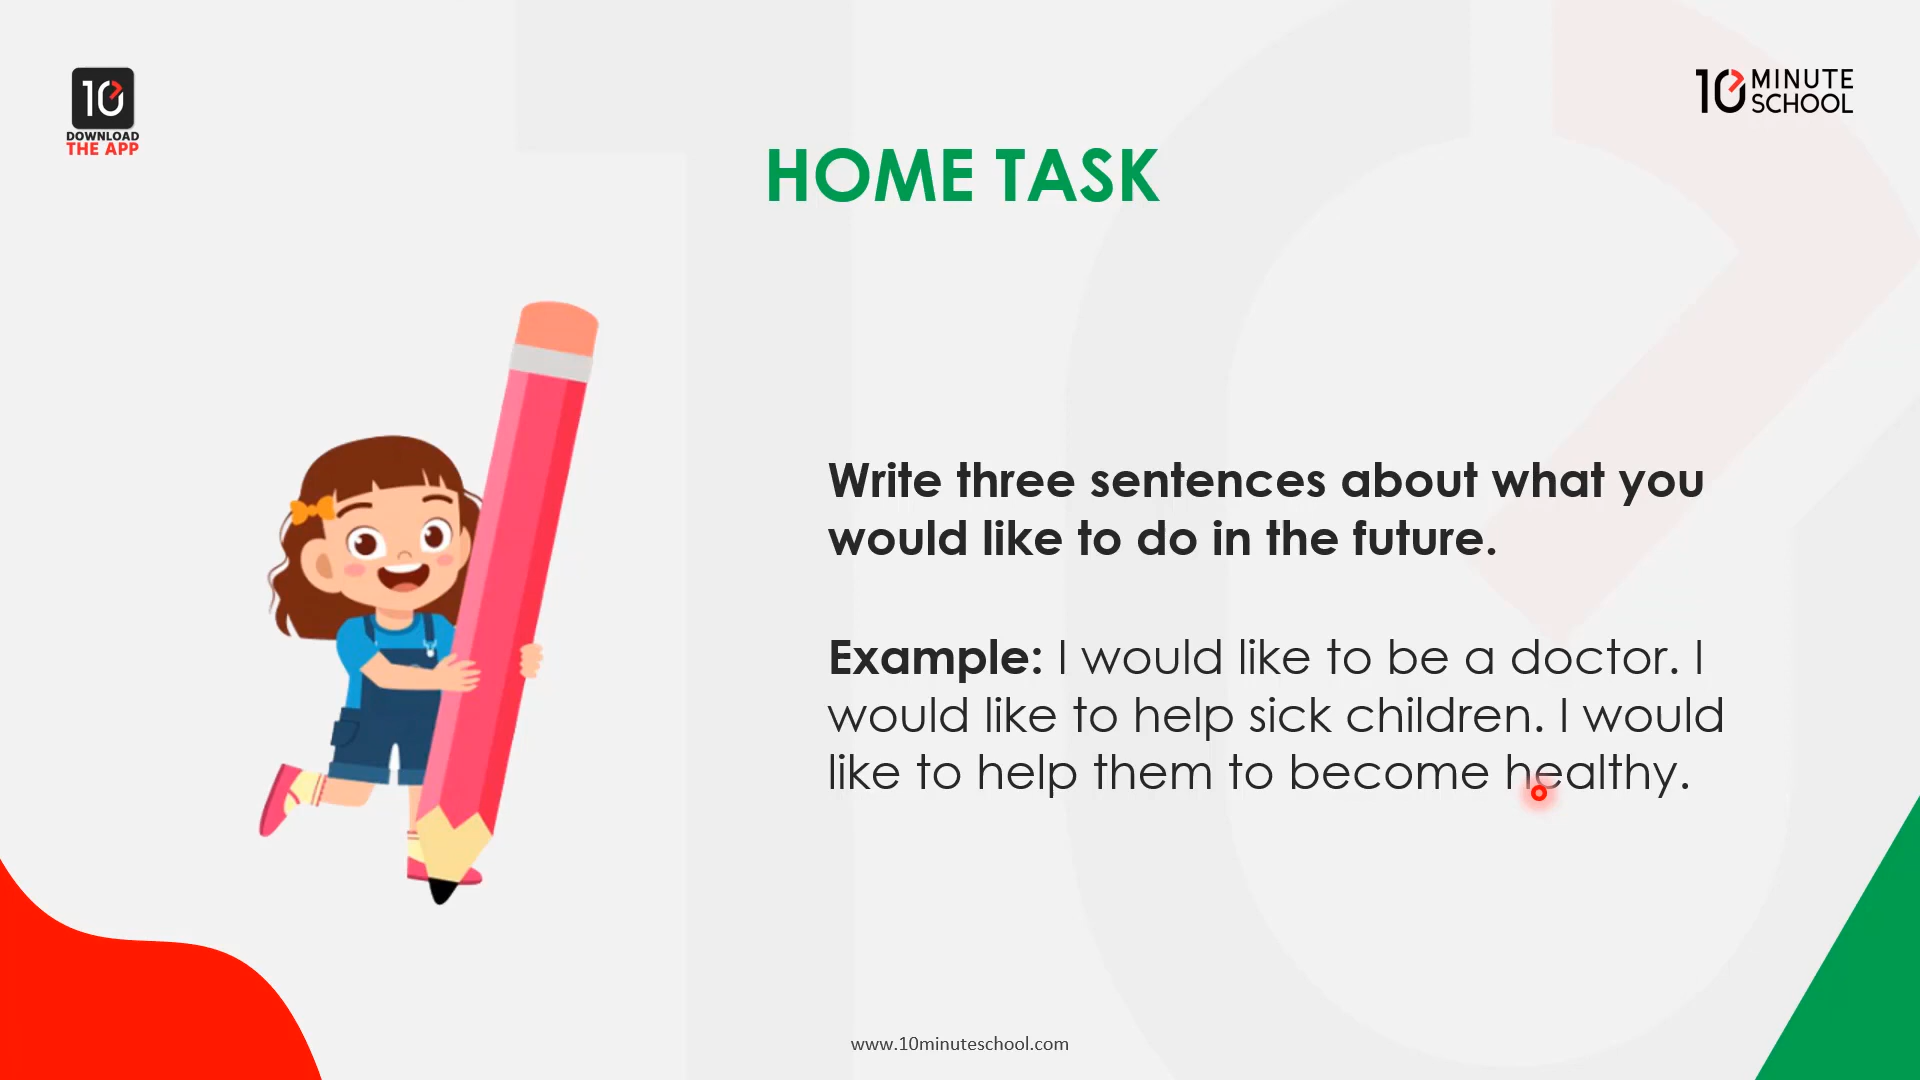 10
DOWNLOAD
THE APP
10 MINUTE
SCHOOL
HOME TASK
Write three sentences about what you
would like to do in the future.
Example: I would like to be a doctor. I
would like to help sick children. I would
like to help them to become healthy.
www.10minuteschool.com